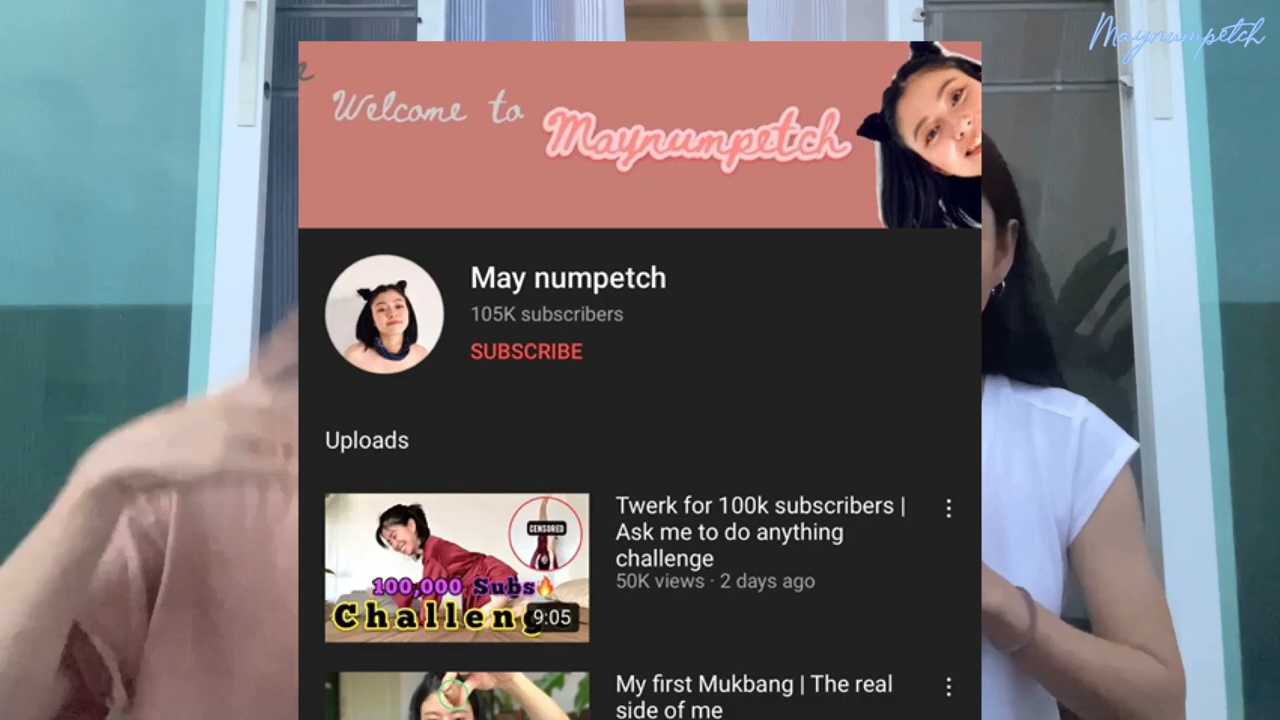 Maynumpetch
Welcome to Maynumpetch
May numpetch
105K subscribers
SUBSCRIBE
Uploads
CENSORED
100,000 Subs
Challeng
9:05
Twerk for 100k subscribers |
Ask me to do anything
challenge
50K views · 2 days ago
My first Mukbang | The real
side of me